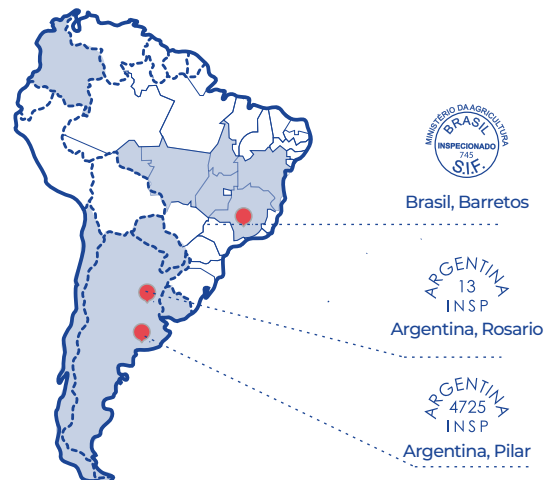 MINISTÉRIO DA AGRICULTURA
BRASIL
INSPECIONADO
745
S.I.F.
Brasil, Barretos
ARGENTINA
13
INSP
Argentina, Rosario
ARGENTINA
4725
INSP
Argentina, Pilar